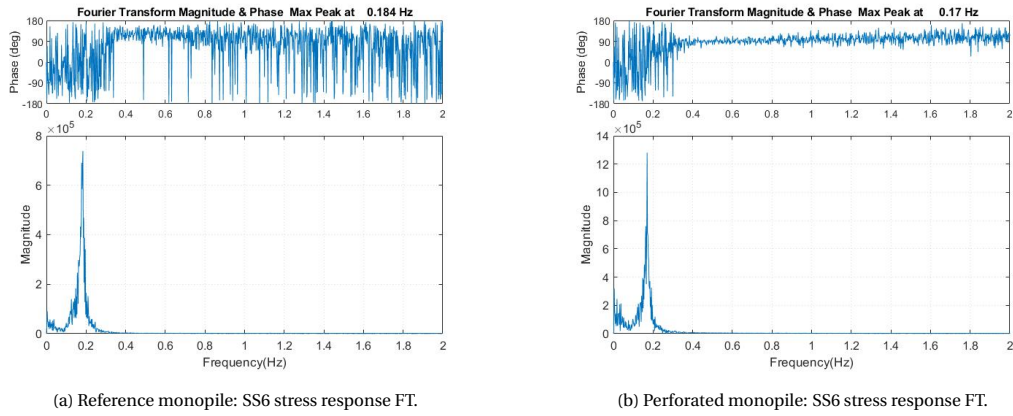 Fourier Transform Magnitude & Phase Max Peak at 0.184 Hz
180
90
0
-90
-180
Phase (deg)
0 0.2 0.4 0.6 0.8 1 1.2 1.4 1.6 1.8 2
×10⁵
8
6
4
2
0
Magnitude
0 0.2 0.4 0.6 0.8 1 1.2 1.4 1.6 1.8 2
Frequency(Hz)
(a) Reference monopile: SS6 stress response FT.
Fourier Transform Magnitude & Phase Max Peak at 0.17 Hz
180
90
0
-90
-180
Phase (deg)
0 0.2 0.4 0.6 0.8 1 1.2 1.4 1.6 1.8 2
×10⁵
14
12
10
8
6
4
2
0
Magnitude
0 0.2 0.4 0.6 0.8 1 1.2 1.4 1.6 1.8 2
Frequency(Hz)
(b) Perforated monopile: SS6 stress response FT.